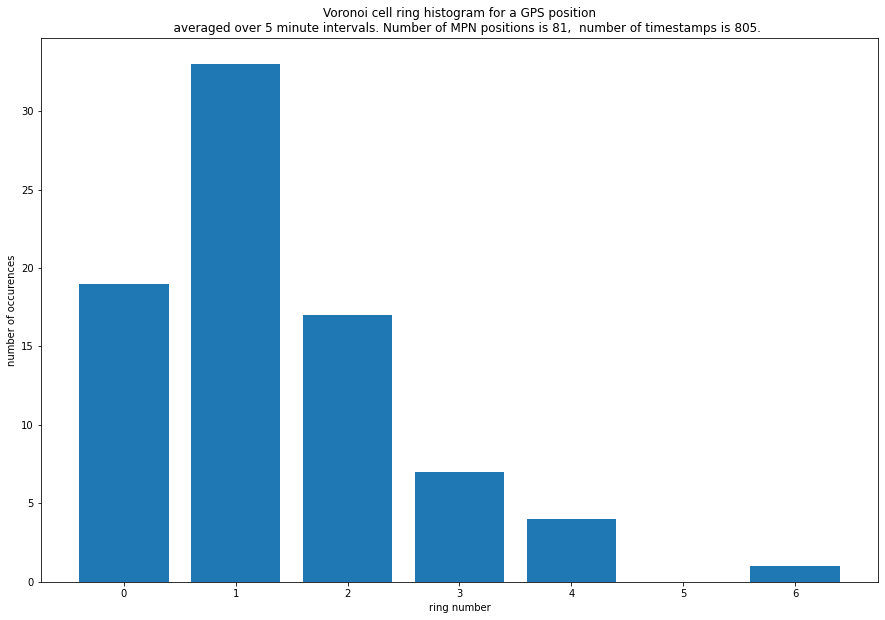 Voronoi cell ring histogram for a GPS position
averaged over 5 minute intervals. Number of MPN positions is 81,  number of timestamps is 805.
30
25
20
15
10
5
0
number of occurences
0 1 2 3 4 5 6
ring number